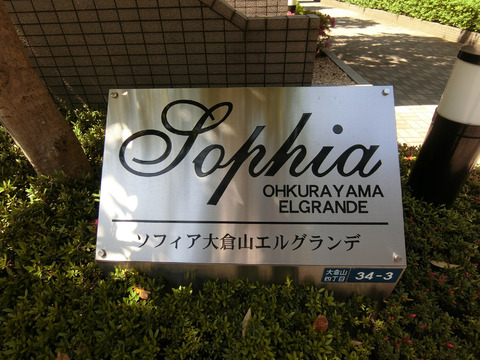 Sophia
OHKURAYAMA
ELGRANDE
ソフィア大倉山エルグランデ
大倉山
四丁目
34-3